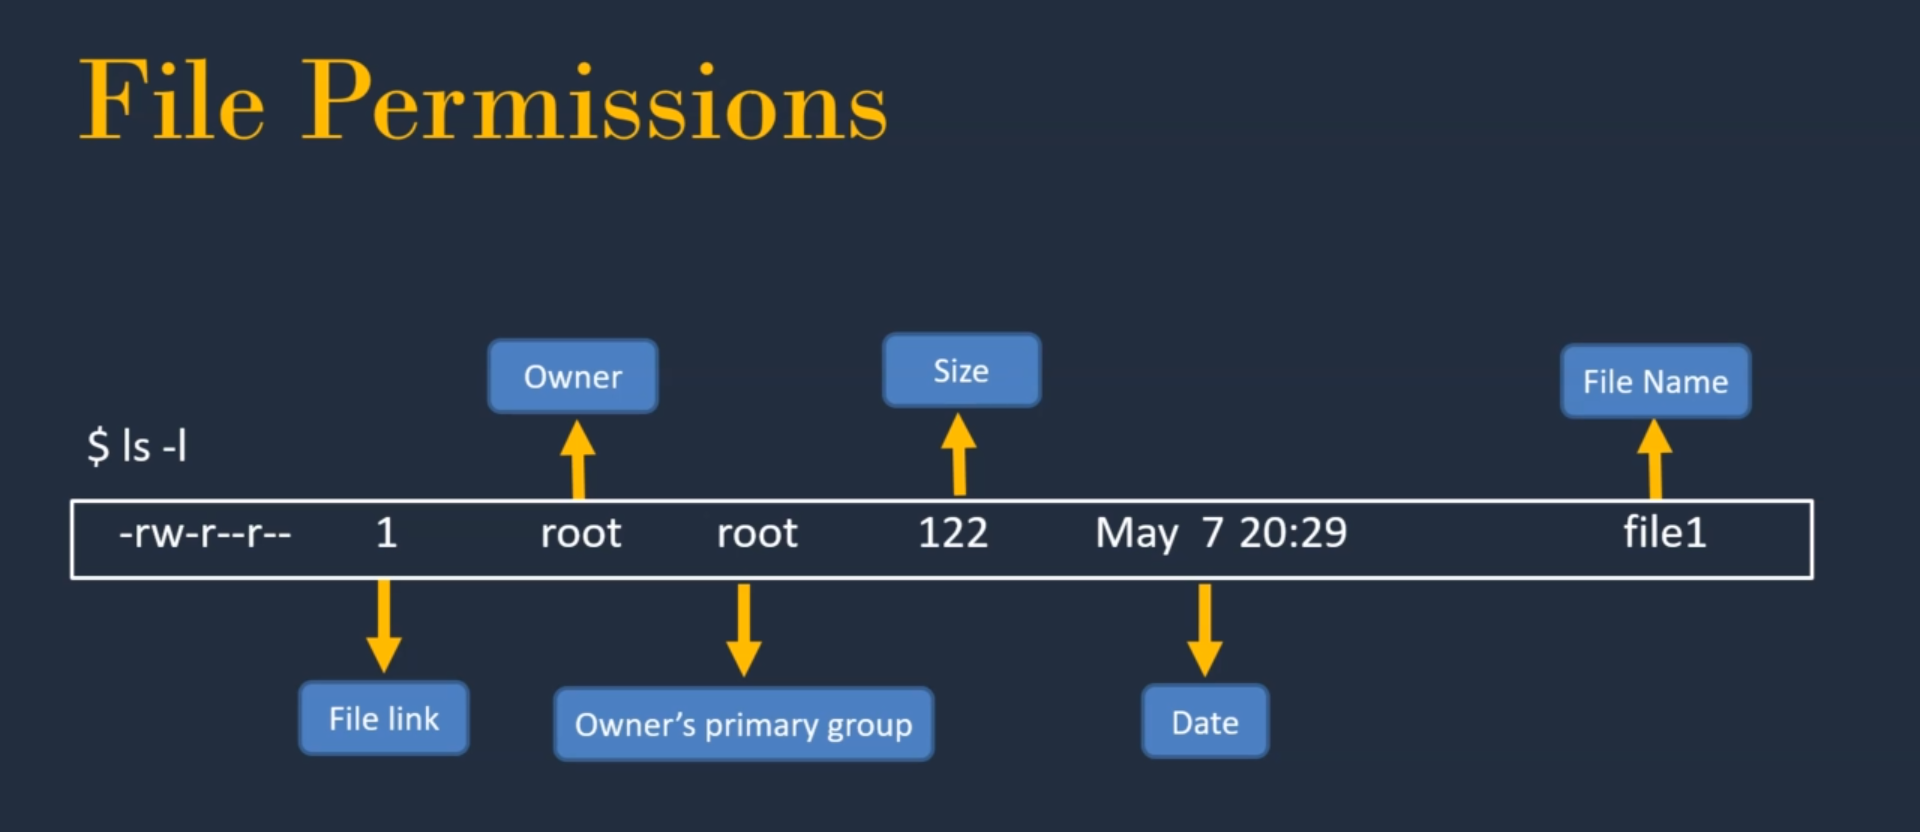 File Permissions
Owner
Size
File Name
$ ls -l
-rw-r--r-- 1 root root 122 May 7 20:29 file1
File link
Owner’s primary group
Date